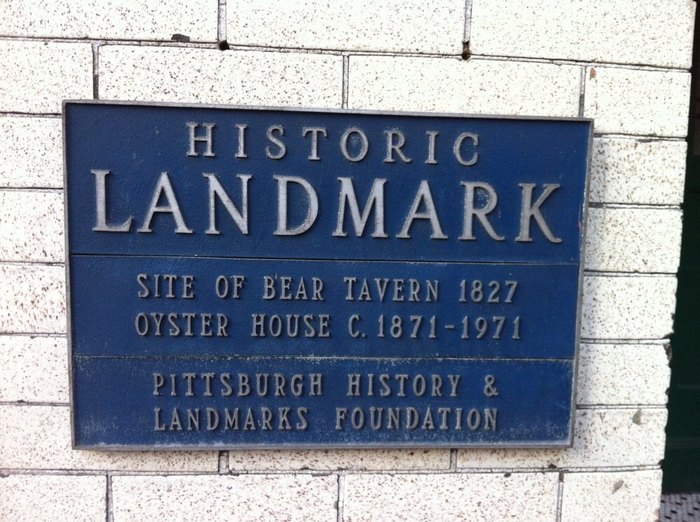 HISTORIC
LANDMARK
SITE OF BEAR TAVERN 1827
OYSTER HOUSE C. 1871-1971
PITTSBURGH HISTORY &
LANDMARKS FOUNDATION